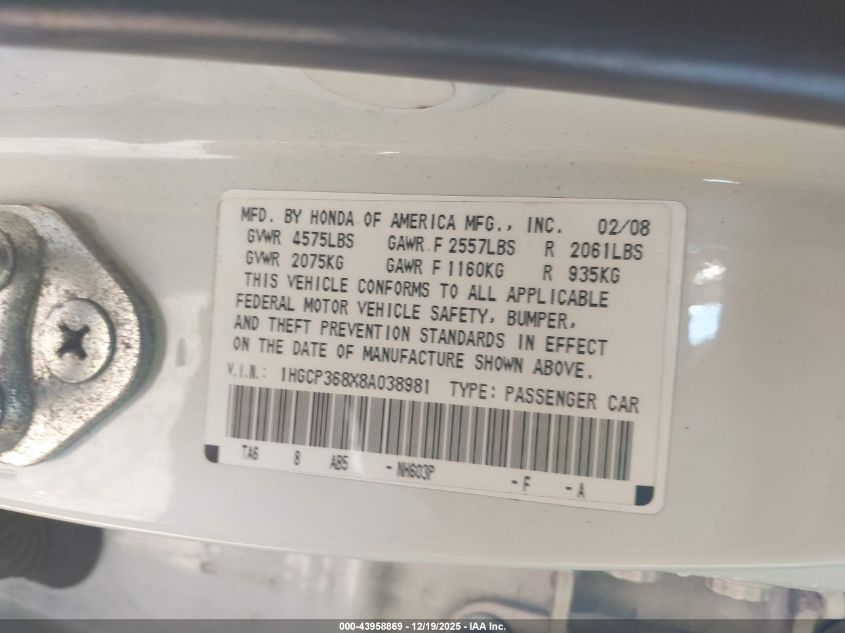 MFD. BY HONDA OF AMERICA MFG., INC. 02/08
GVWR 4575LBS GAWR F 2557LBS R 2061LBS
GVWR 2075KG GAWR F 1160KG R 935KG
THIS VEHICLE CONFORMS TO ALL APPLICABLE
FEDERAL MOTOR VEHICLE SAFETY, BUMPER,
AND THEFT PREVENTION STANDARDS IN EFFECT
ON THE DATE OF MANUFACTURE SHOWN ABOVE.
V.I.N.: 1HGCP368X8A038981 TYPE: PASSENGER CAR
TA6 8 AB5 - NH603P - F - A
000-43958869 - 12/19/2025 - IAA Corp.